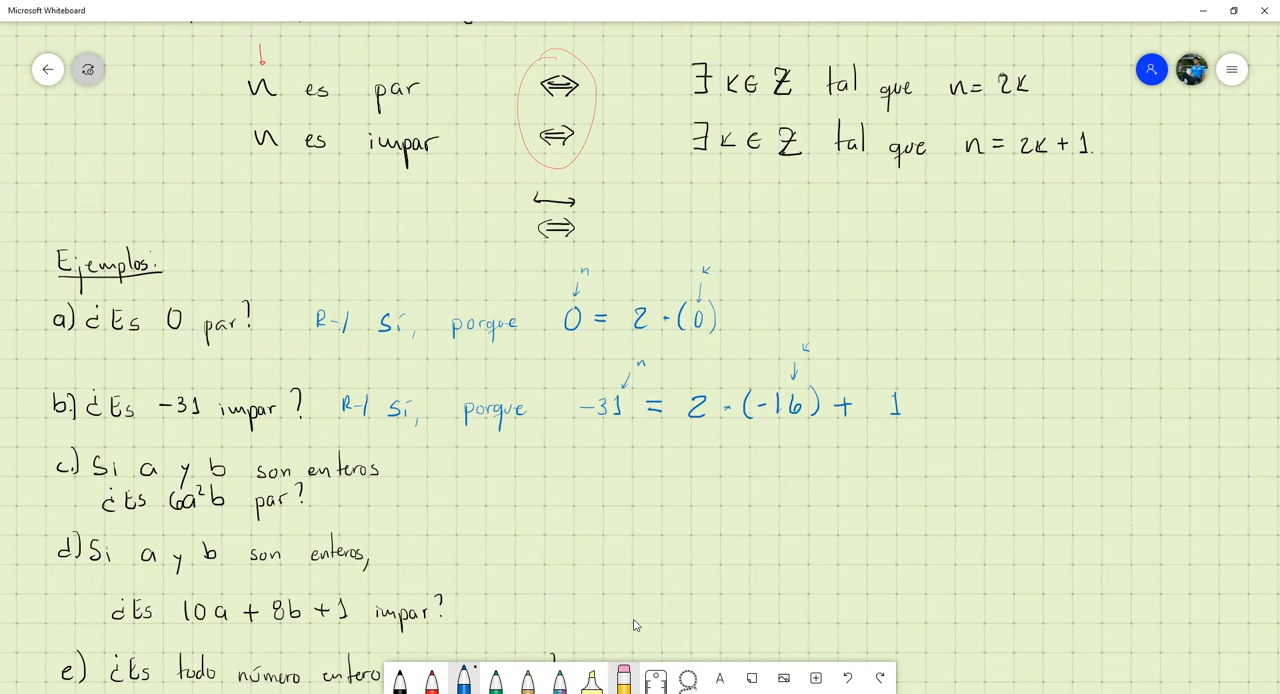 Microsoft Whiteboard
n es par ⟺ ∃ k ∈ ℤ tal que n = 2k
n es impar ⟺ ∃ k ∈ ℤ tal que n = 2k + 1.
⟺
Ejemplos:
n k
a) ¿Es 0 par? R-/ Sí, porque 0 = 2 · (0)
n k
b.) ¿Es -31 impar? R-/ Sí, porque -31 = 2 · (-16) + 1
c.) Si a y b son enteros
¿Es 6a²b par?
d) Si a y b son enteros,
¿Es 10a + 8b + 1 impar?
e) ¿Es todo número entero ?